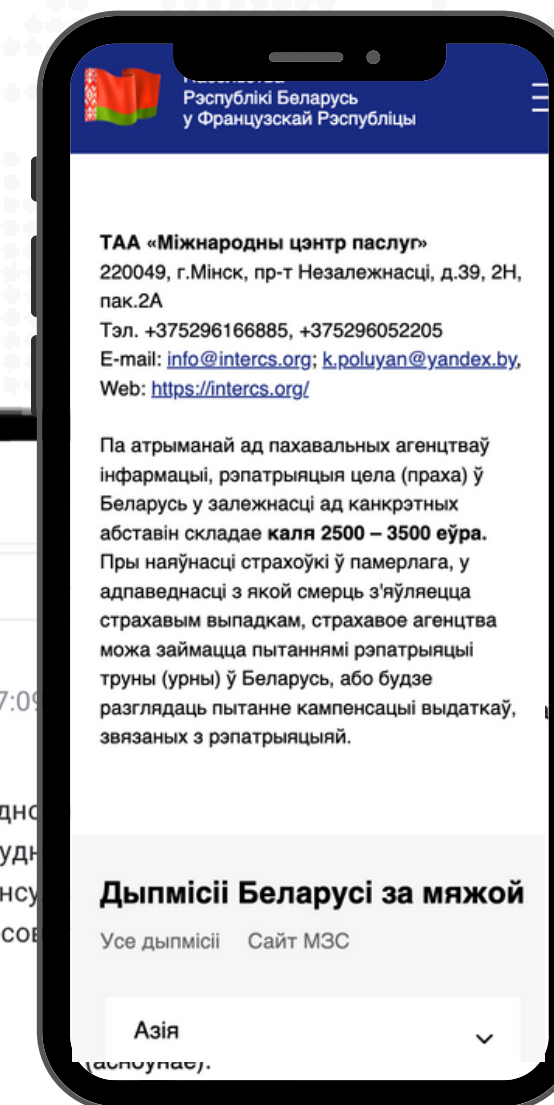 Рэспублікі Беларусь
у Французскай Рэспубліцы
ТАА «Міжнародны цэнтр паслуг»
220049, г.Мінск, пр-т Незалежнасці, д.39, 2Н,
пак.2А
Тэл. +375296166885, +375296052205
E-mail: info@intercs.org; k.poluyan@yandex.by,
Web: https://intercs.org/
Па атрыманай ад пахавальных агенцтваў
інфармацыі, рэпатрыяцыя цела (праха) ў
Беларусь у залежнасці ад канкрэтных
абставін складае каля 2500 – 3500 еўра.
Пры наяўнасці страхоўкі ў памерлага, у
адпаведнасці з якой смерць з'яўляецца
страхавым выпадкам, страхавое агенцтва
можа займацца пытаннямі рэпатрыяцыі
труны (урны) ў Беларусь, або будзе
разглядаць пытанне кампенсацыі выдаткаў,
звязаных з рэпатрыяцыяй.
Дыпмісіі Беларусі за мяжой
Усе дыпмісіі Сайт МЗС
Азія
(асноўнае).